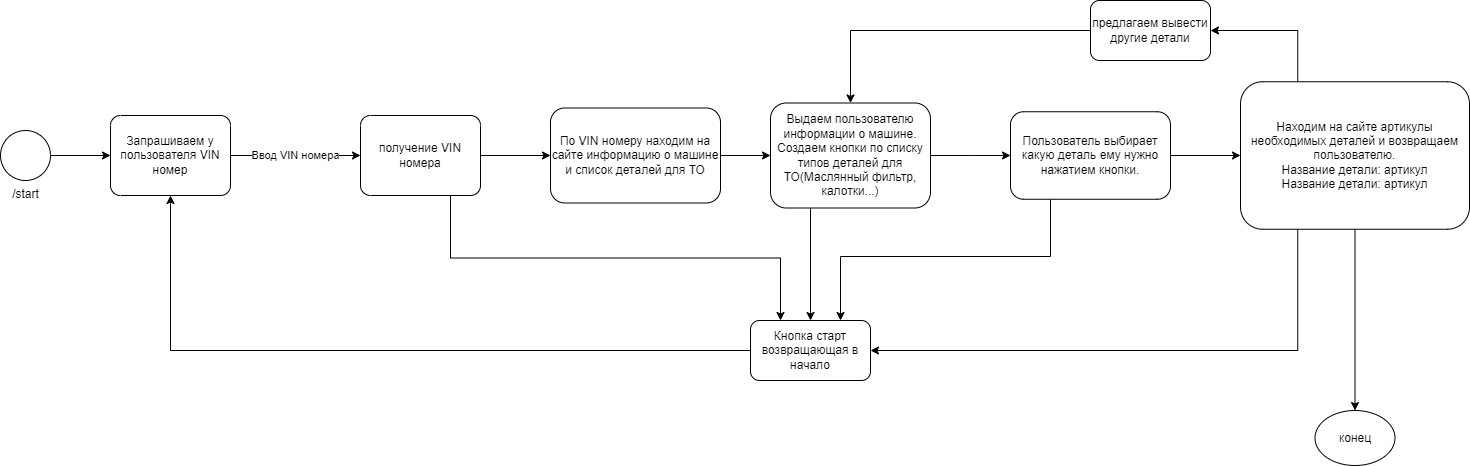 предлагаем вывести
другие детали
Запрашиваем у
пользователя VIN
номер
Ввод VIN номера
получение VIN
номера
По VIN номеру находим на
сайте информацию о машине
и список деталей для ТО
Выдаем пользователю
информации о машине.
Создаем кнопки по списку
типов деталей для
ТО(Маслянный фильтр,
калотки...)
Пользователь выбирает
какую деталь ему нужно
нажатием кнопки.
Находим на сайте артикулы
необходимых деталей и возвращаем
пользователю.
Название детали: артикул
Название детали: артикул
/start
Кнопка старт
возвращающая в
начало
конец